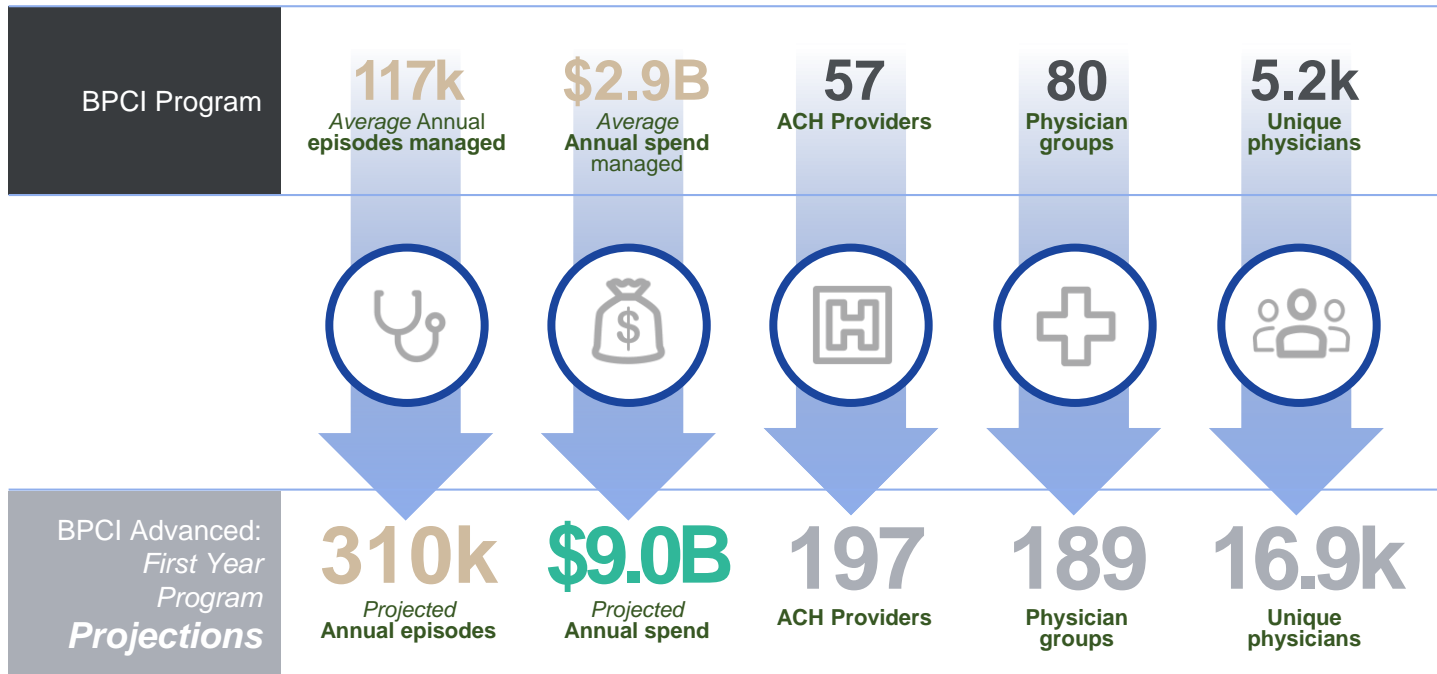 BPCI Program
117k
Average Annual
episodes managed
$2.9B
Average
Annual spend
managed
57
ACH Providers
80
Physician
groups
5.2k
Unique
physicians
$
H
BPCI Advanced:
First Year
Program
Projections
310k
Projected
Annual episodes
$9.0B
Projected
Annual spend
197
ACH Providers
189
Physician
groups
16.9k
Unique
physicians